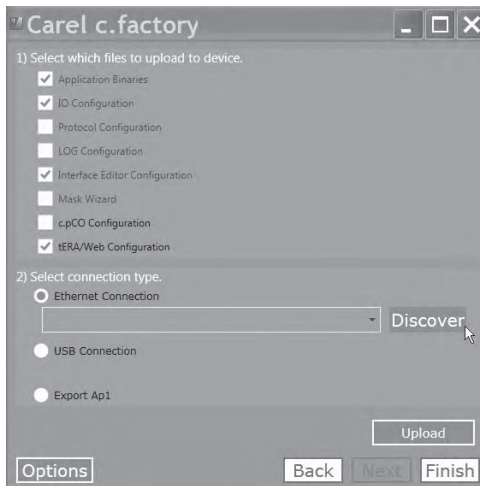 Carel c.factory
1) Select which files to upload to device.
Application Binaries
IO Configuration
Protocol Configuration
LOG Configuration
Interface Editor Configuration
Mask Wizard
c.pCO Configuration
tERA/Web Configuration
2) Select connection type.
Ethernet Connection
Discover
USB Connection
Export Ap1
Upload
Options
Back
Next
Finish